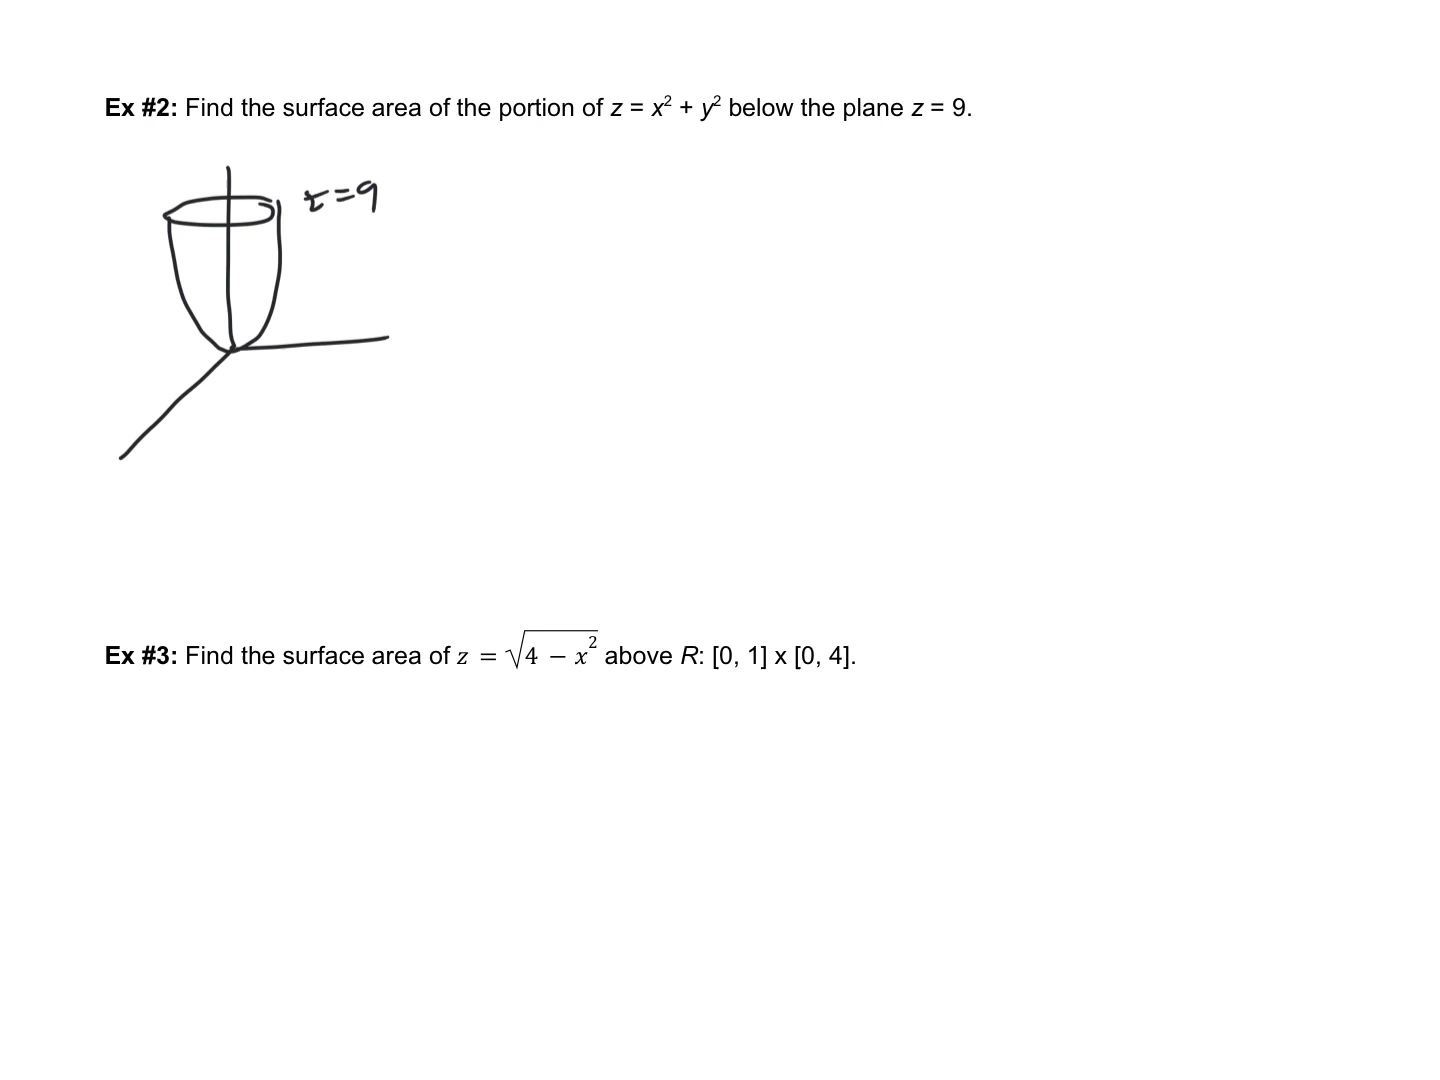 Ex #2: Find the surface area of the portion of z = x² + y² below the plane z = 9.
z=9
Ex #3: Find the surface area of z = √(4 − x²) above R: [0, 1] x [0, 4].